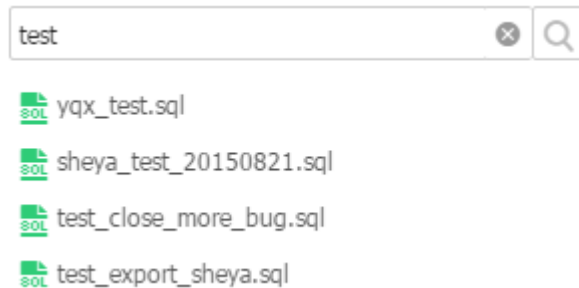 test
yqx_test.sql
sheya_test_20150821.sql
test_close_more_bug.sql
test_export_sheya.sql